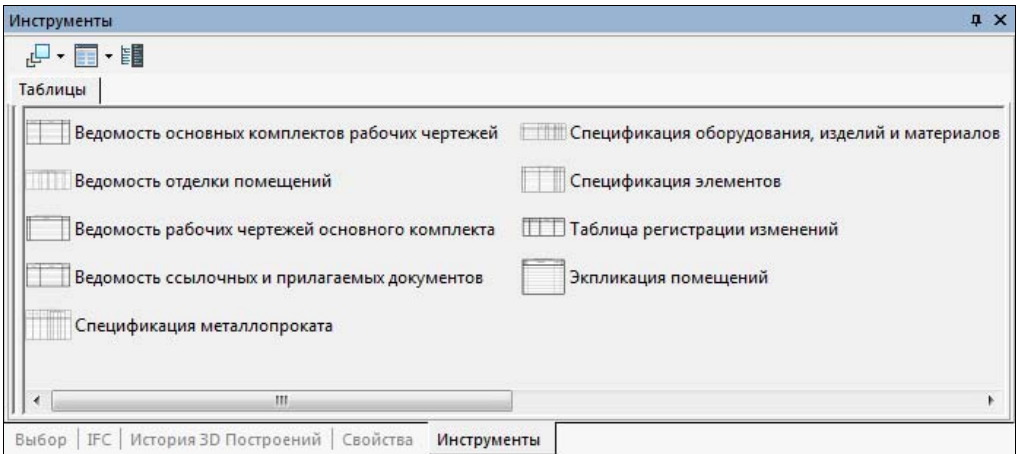 Инструменты
Таблицы
Ведомость основных комплектов рабочих чертежей
Ведомость отделки помещений
Ведомость рабочих чертежей основного комплекта
Ведомость ссылочных и прилагаемых документов
Спецификация металлопроката
Спецификация оборудования, изделий и материалов
Спецификация элементов
Таблица регистрации изменений
Экпликация помещений
Выбор IFC История 3D Построений Свойства Инструменты